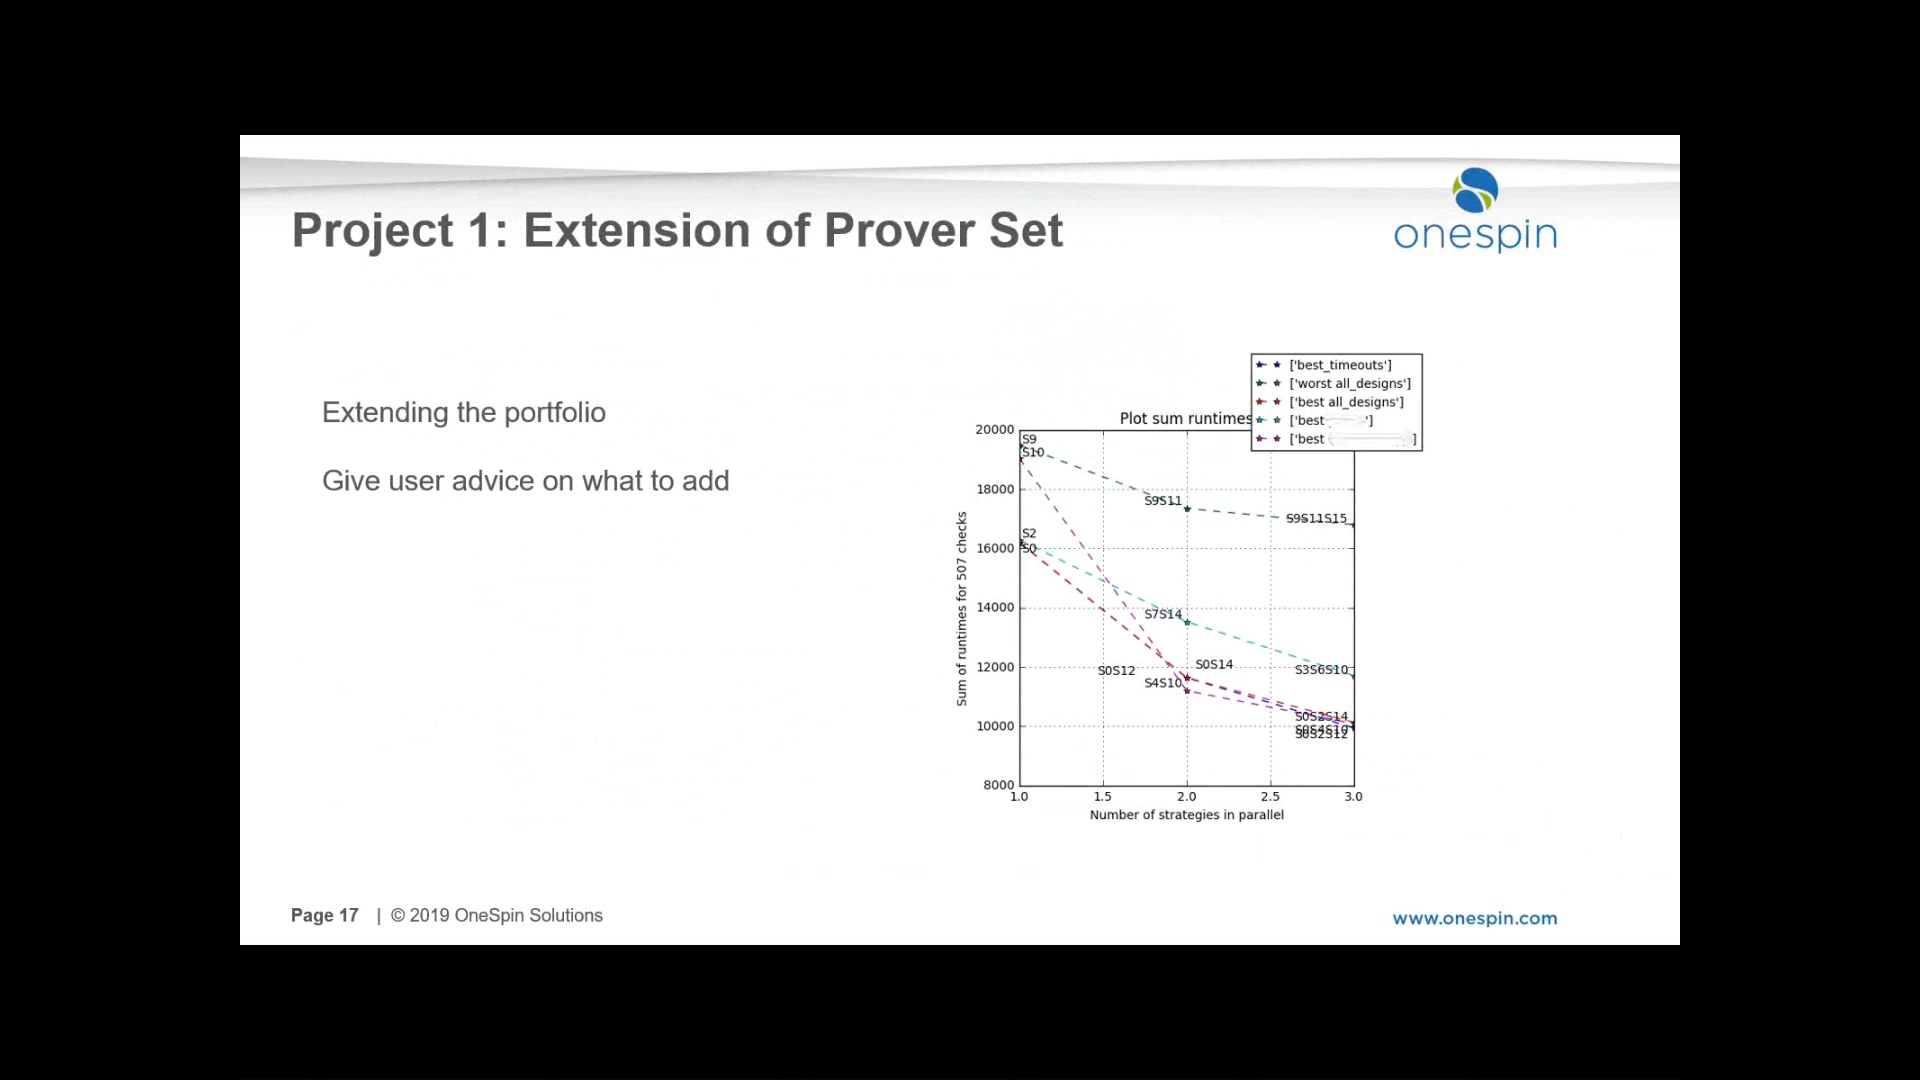 Project 1: Extension of Prover Set
onespin
Extending the portfolio
Give user advice on what to add
Plot sum runtimes
['best_timeouts']
['worst all_designs']
['best all_designs']
['best ']
['best ]
Sum of runtimes for 507 checks
20000
18000
16000
14000
12000
10000
8000
1.0
1.5
2.0
2.5
3.0
Number of strategies in parallel
S9
S10
S9S11
S9S11S15
S2
S0
S7S14
S0S12
S0S14
S4S10
S3S6S10
S0S2S14
S0S4S10
S0S2S12
Page 17 | © 2019 OneSpin Solutions
www.onespin.com